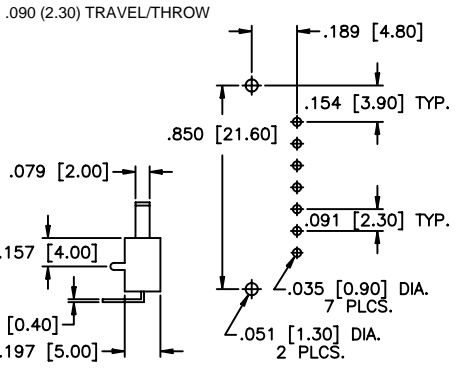 .090 (2.30) TRAVEL/THROW
.189 [4.80]
.154 [3.90] TYP.
.850 [21.60]
.079 [2.00]
.091 [2.30] TYP.
.157 [4.00]
.035 [0.90] DIA.
7 PLCS.
[0.40]
.051 [1.30] DIA.
2 PLCS.
.197 [5.00]